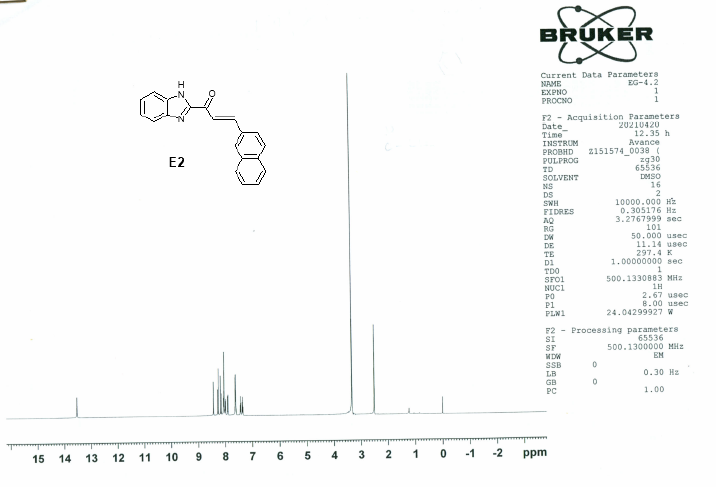 BRUKER
Current Data Parameters
NAME EG-4.2
EXPNO 1
PROCNO 1
F2 - Acquisition Parameters
Date_ 20210420
Time 12.35 h
INSTRUM Avance
PROBHD Z151574_0038 (
PULPROG zg30
TD 65536
SOLVENT DMSO
NS 16
DS 2
SWH 10000.000 Hz
FIDRES 0.305176 Hz
AQ 3.2767999 sec
RG 101
DW 50.000 usec
DE 11.14 usec
TE 297.4 K
D1 1.00000000 sec
TD0 1
SFO1 500.1330883 MHz
NUC1 1H
P0 2.67 usec
P1 8.00 usec
PLW1 24.04299927 W
F2 - Processing parameters
SI 65536
SF 500.1300000 MHz
WDW EM
SSB 0
LB 0.30 Hz
GB 0
PC 1.00
H
N
O
N
E2
15 14 13 12 11 10 9 8 7 6 5 4 3 2 1 0 -1 -2 ppm